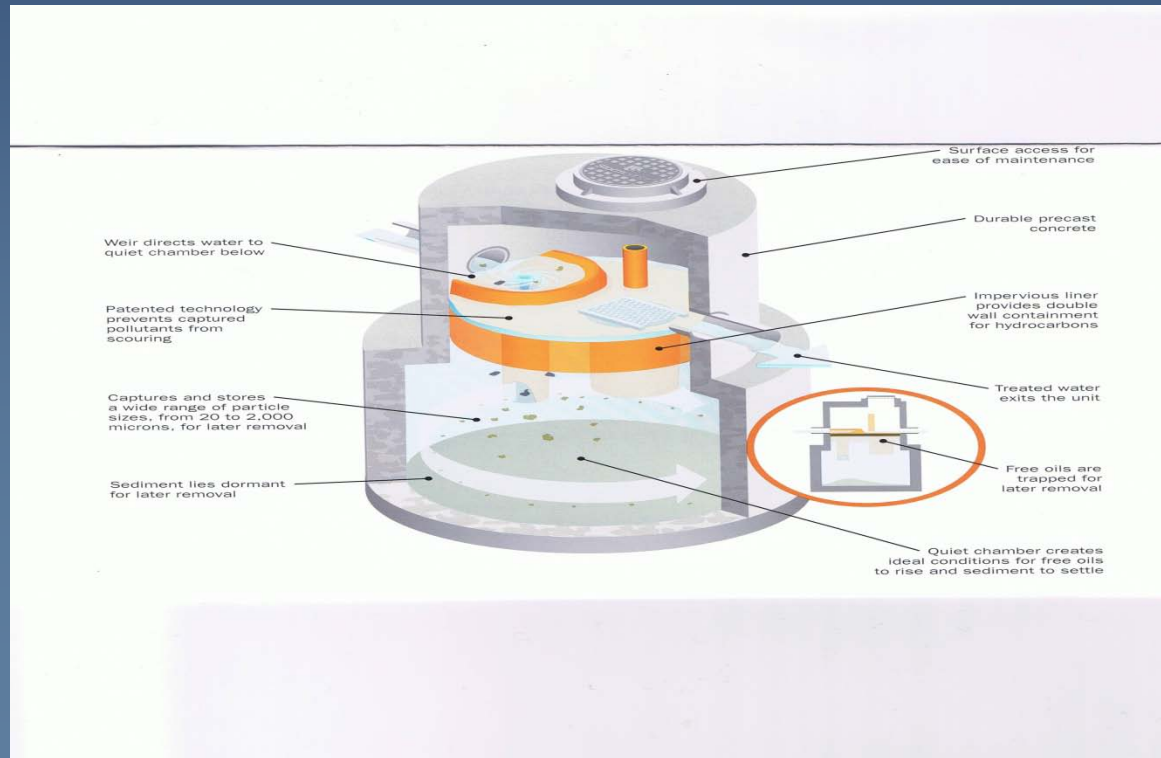 Surface access for
ease of maintenance
Weir directs water to
quiet chamber below
Durable precast
concrete
Patented technology
prevents captured
pollutants from
scouring
Impervious liner
provides double
wall containment
for hydrocarbons
Captures and stores
a wide range of particle
sizes, from 20 to 2,000
microns, for later removal
Treated water
exits the unit
Sediment lies dormant
for later removal
Free oils are
trapped for
later removal
Quiet chamber creates
ideal conditions for free oils
to rise and sediment to settle